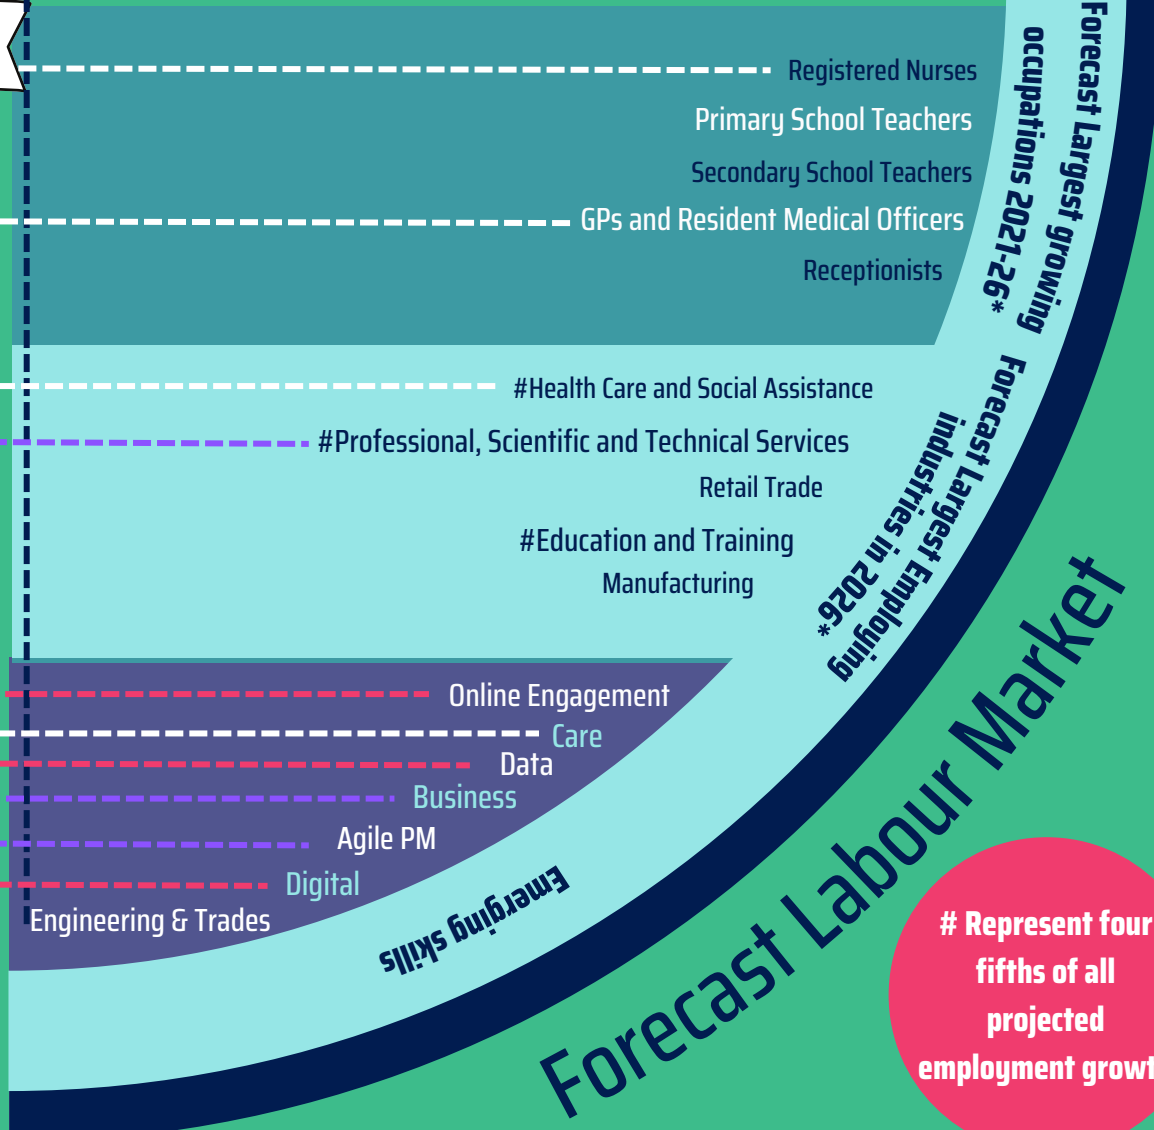 Registered Nurses
Primary School Teachers
Secondary School Teachers
GPs and Resident Medical Officers
Receptionists
Forecast Largest growing
occupations 2021-26*
#Health Care and Social Assistance
#Professional, Scientific and Technical Services
Retail Trade
#Education and Training
Manufacturing
Forecast Largest Employing
industries in 2026*
Online Engagement
Care
Data
Business
Agile PM
Digital
Engineering & Trades
Emerging skills
Forecast Labour Market
# Represent four
fifths of all
projected
employment growt